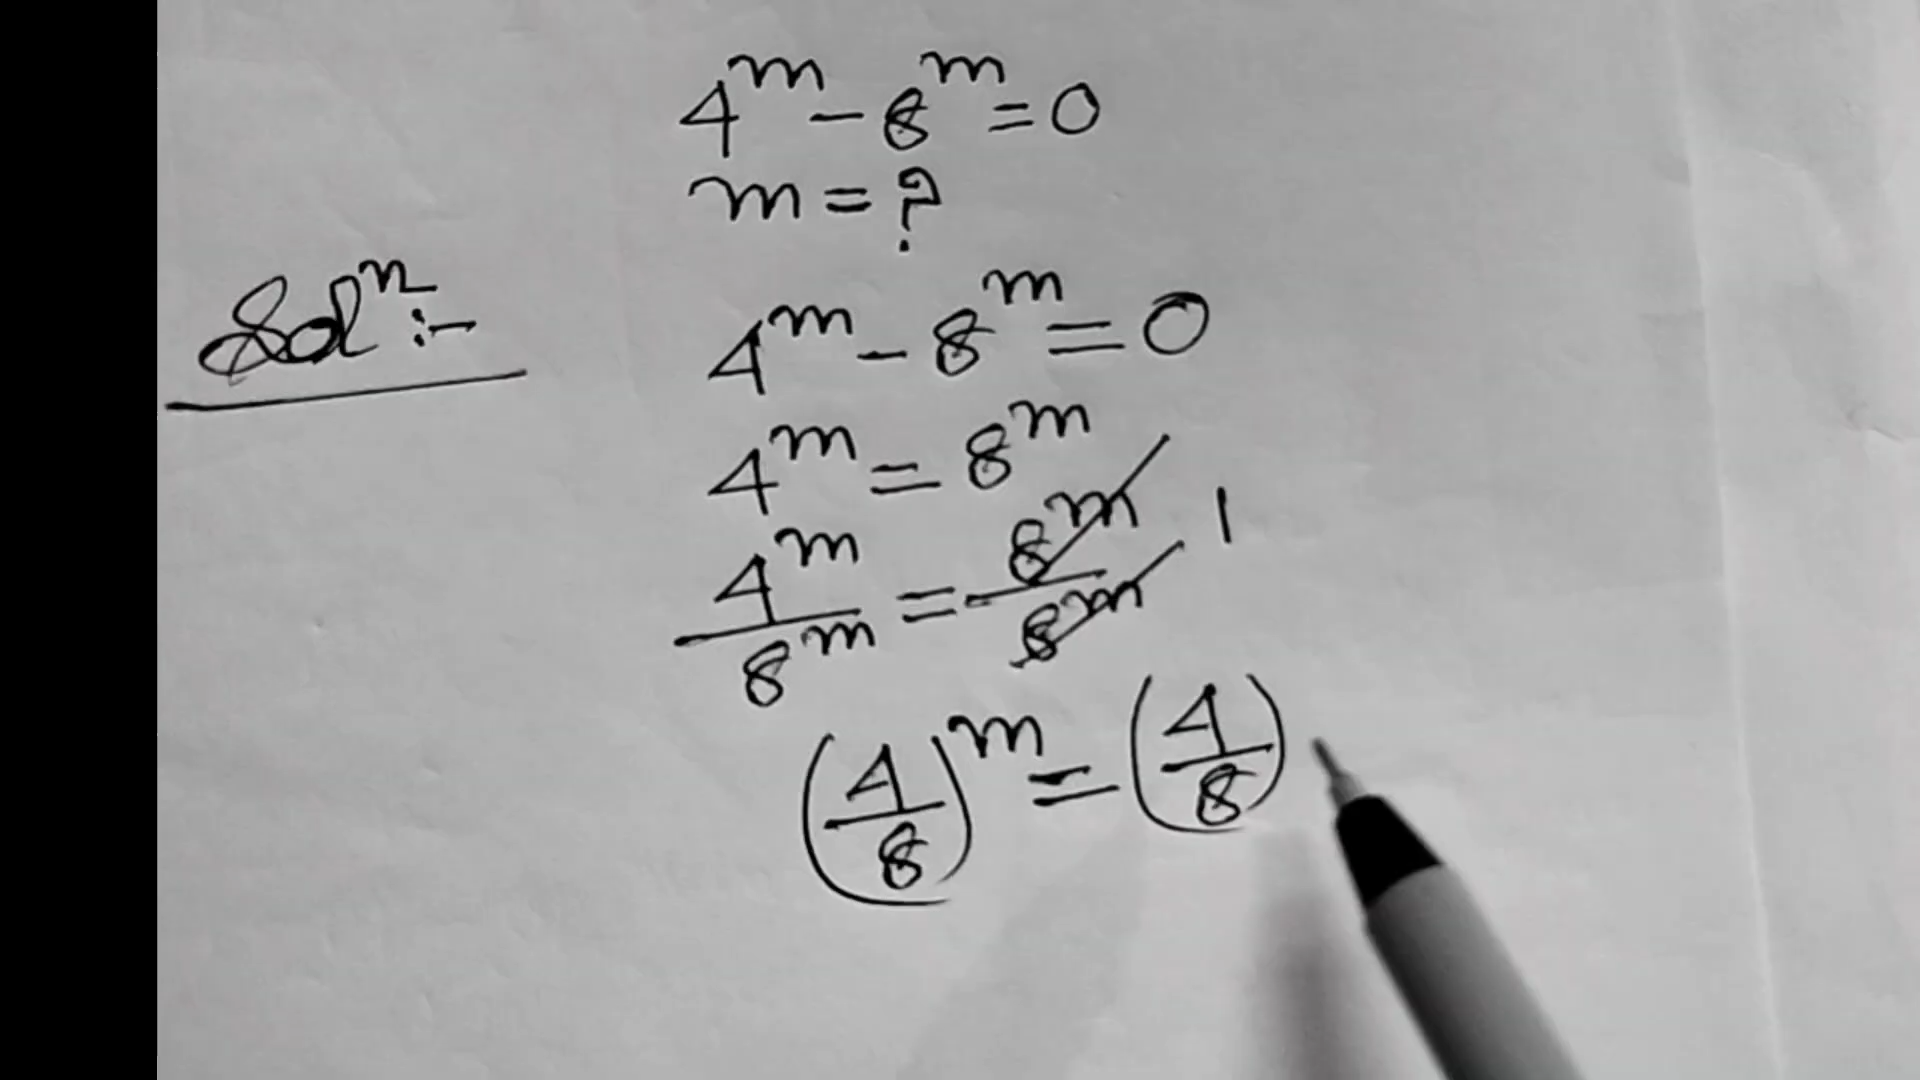 4^m - 8^m = 0
m = ?
Sol^n :-
4^m - 8^m = 0
4^m = 8^m
4^m/8^m = 8^m/8^m 1
(4/8)^m = (4/8)